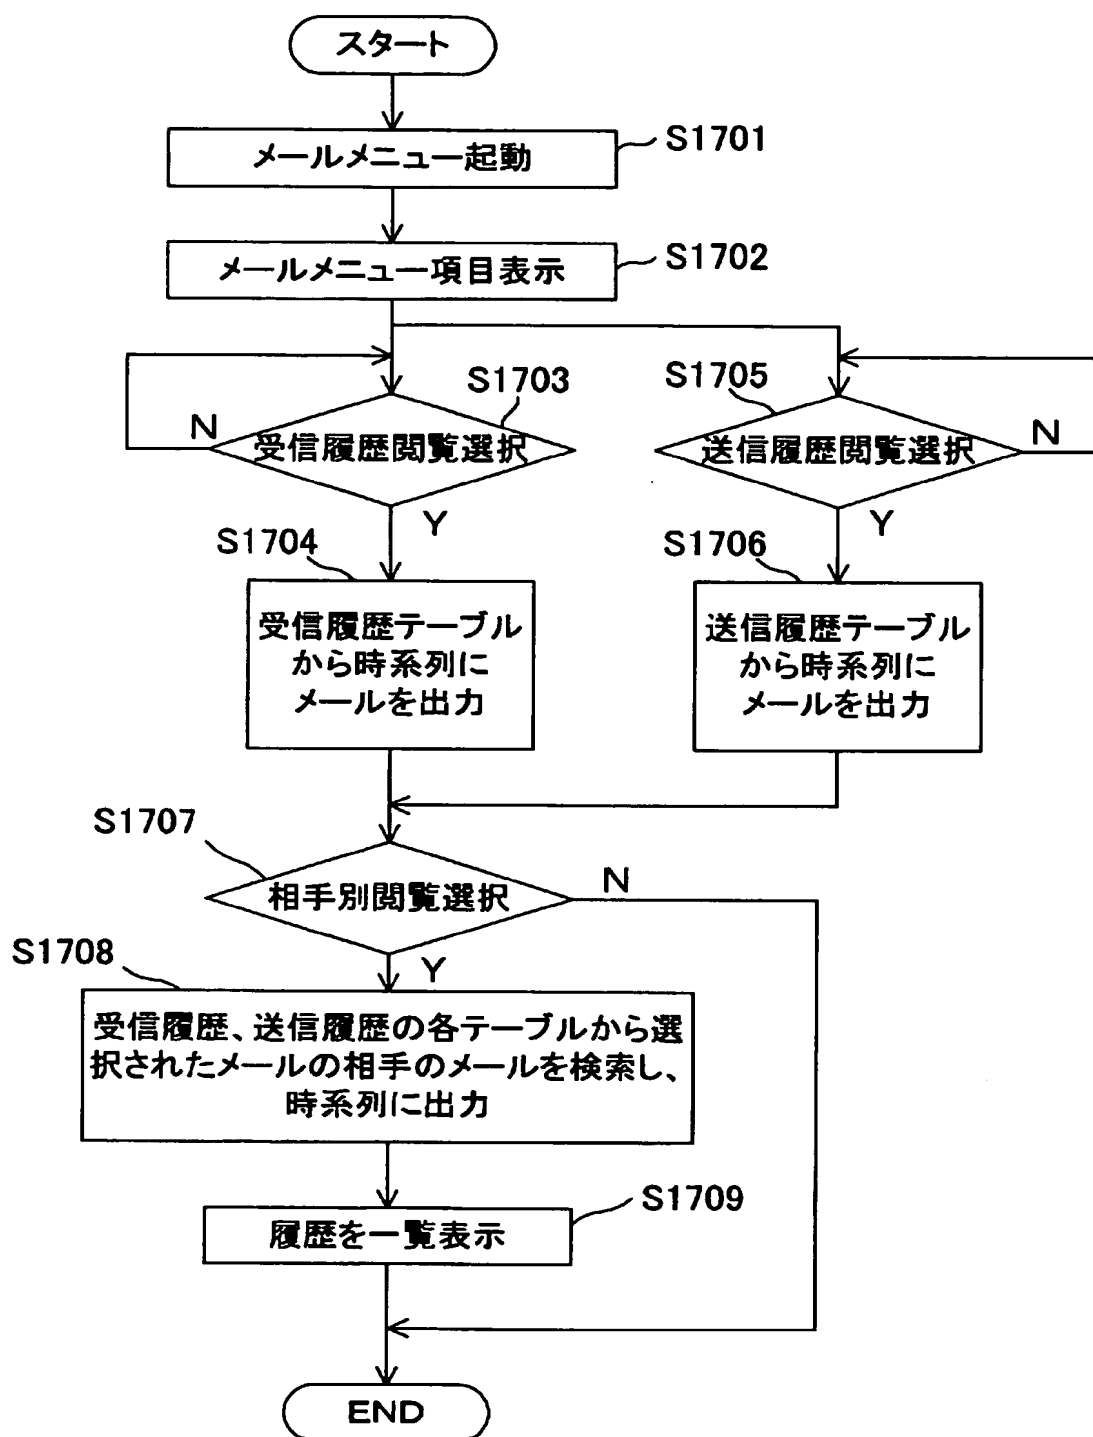 スタート
S1701
メールメニュー起動
S1702
メールメニュー項目表示
S1703
N
受信履歴閲覧選択
Y
S1705
送信履歴閲覧選択
N
Y
S1704
受信履歴テーブル
から時系列に
メールを出力
S1706
送信履歴テーブル
から時系列に
メールを出力
S1707
相手別閲覧選択
N
Y
S1708
受信履歴、送信履歴の各テーブルから選
択されたメールの相手のメールを検索し、
時系列に出力
S1709
履歴を一覧表示
END